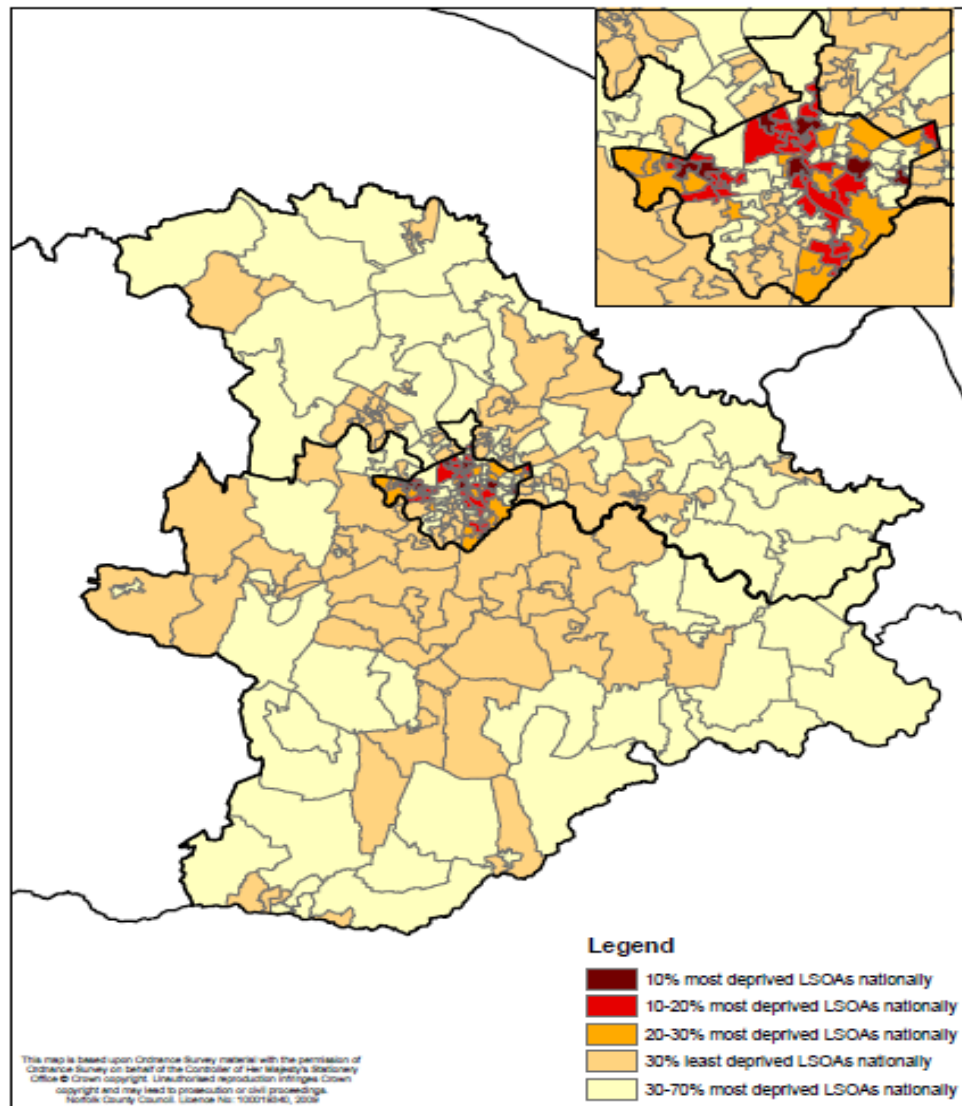 Legend
10% most deprived LSOAs nationally
10-20% most deprived LSOAs nationally
20-30% most deprived LSOAs nationally
30% least deprived LSOAs nationally
30-70% most deprived LSOAs nationally
This map is based upon Ordnance Survey material with the permission of
Ordnance Survey on behalf of the Controller of Her Majesty's Stationery
Office © Crown copyright. Unauthorised reproduction infringes Crown
copyright and may lead to prosecution or civil proceedings.
Norfolk County Council. Licence No: 2009